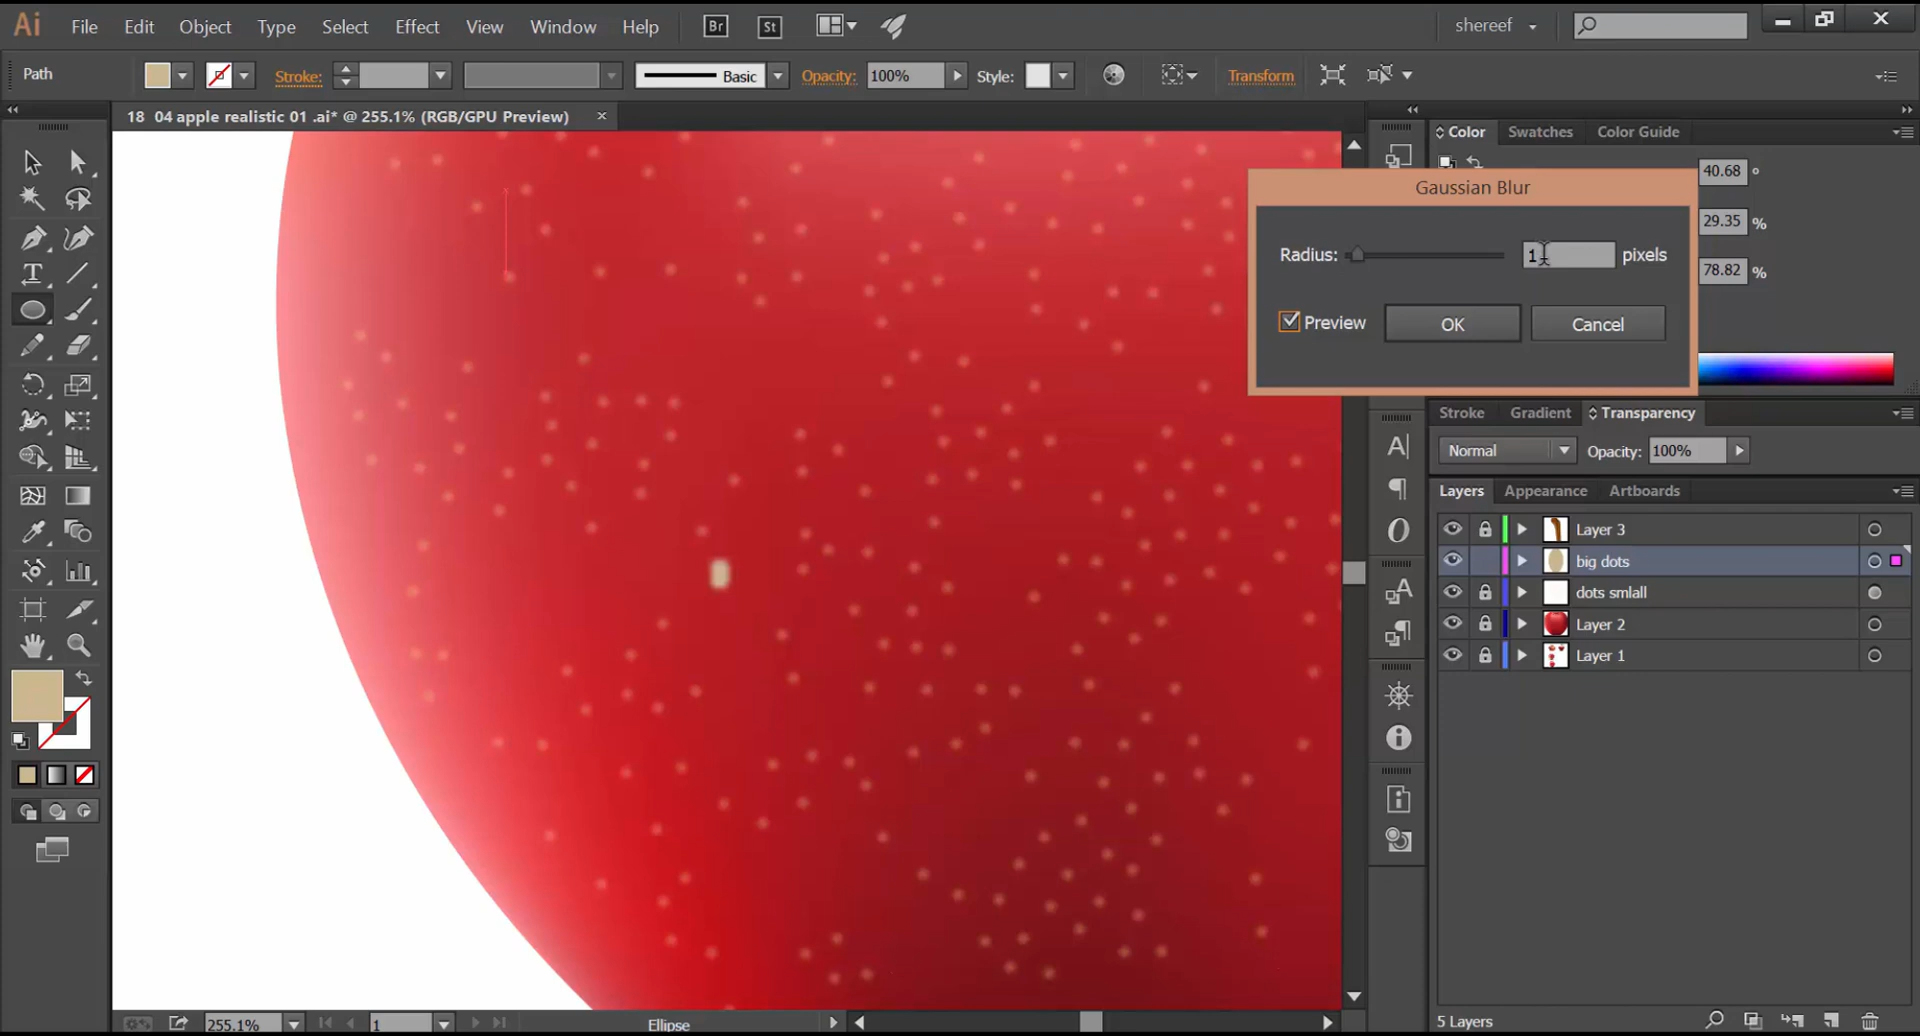 Ai File Edit Object Type Select Effect View Window Help Br St shereef
Path Stroke: Basic Opacity: 100% Style: Transform
18 04 apple realistic 01 .ai* @ 255.1% (RGB/GPU Preview) ×
Color Swatches Color Guide
40.68 °
29.35 %
78.82 %
Gaussian Blur
Radius: 1 pixels
Preview OK Cancel
Stroke Gradient Transparency
Normal Opacity: 100%
Layers Appearance Artboards
Layer 3
big dots
dots smlall
Layer 2
Layer 1
255.1% 1 Ellipse 5 Layers